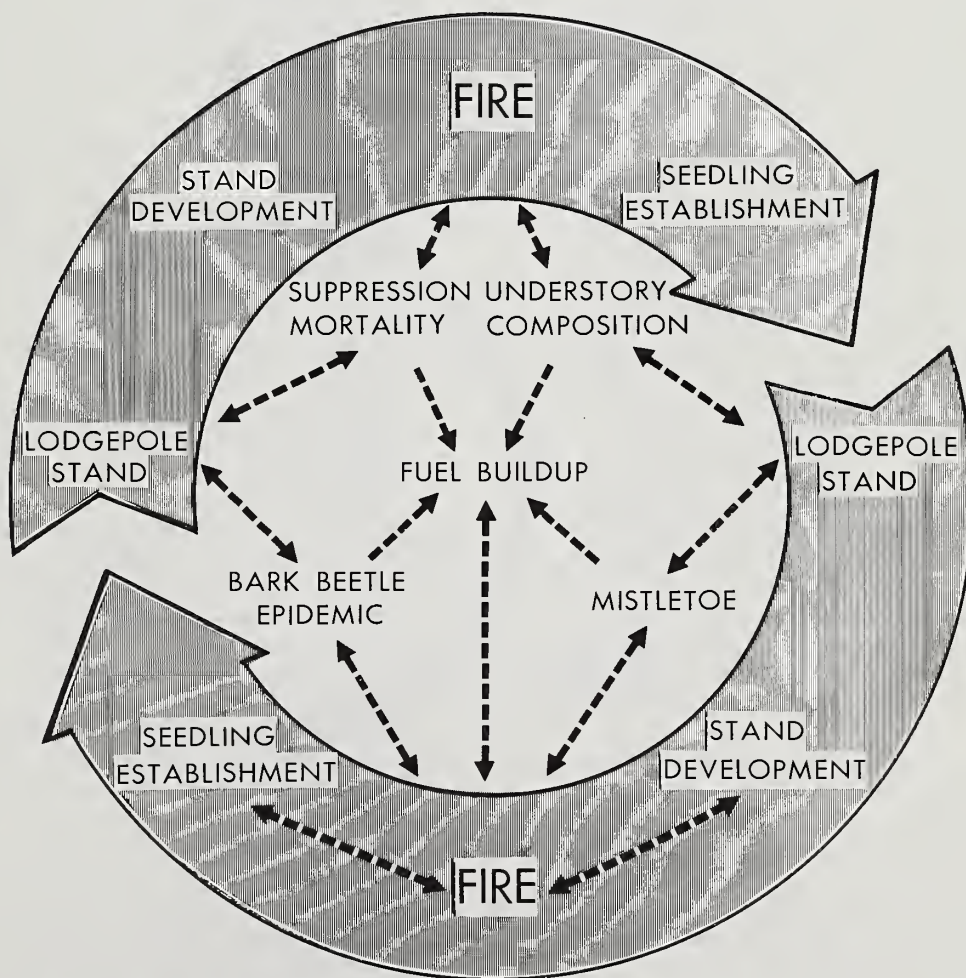 FIRE
STAND
DEVELOPMENT
SEEDLING
ESTABLISHMENT
SUPPRESSION
MORTALITY
UNDERSTORY
COMPOSITION
LODGEPOLE
STAND
FUEL BUILDUP
LODGEPOLE
STAND
BARK BEETLE
EPIDEMIC
MISTLETOE
SEEDLING
ESTABLISHMENT
STAND
DEVELOPMENT
FIRE